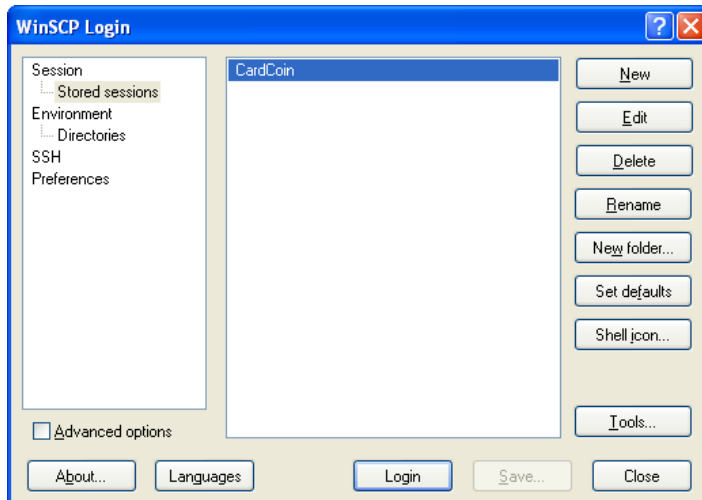 WinSCP Login
Session
Stored sessions
Environment
Directories
SSH
Preferences
Advanced options
CardCoin
New
Edit
Delete
Rename
New folder...
Set defaults
Shell icon...
Tools...
About...
Languages
Login
Save...
Close